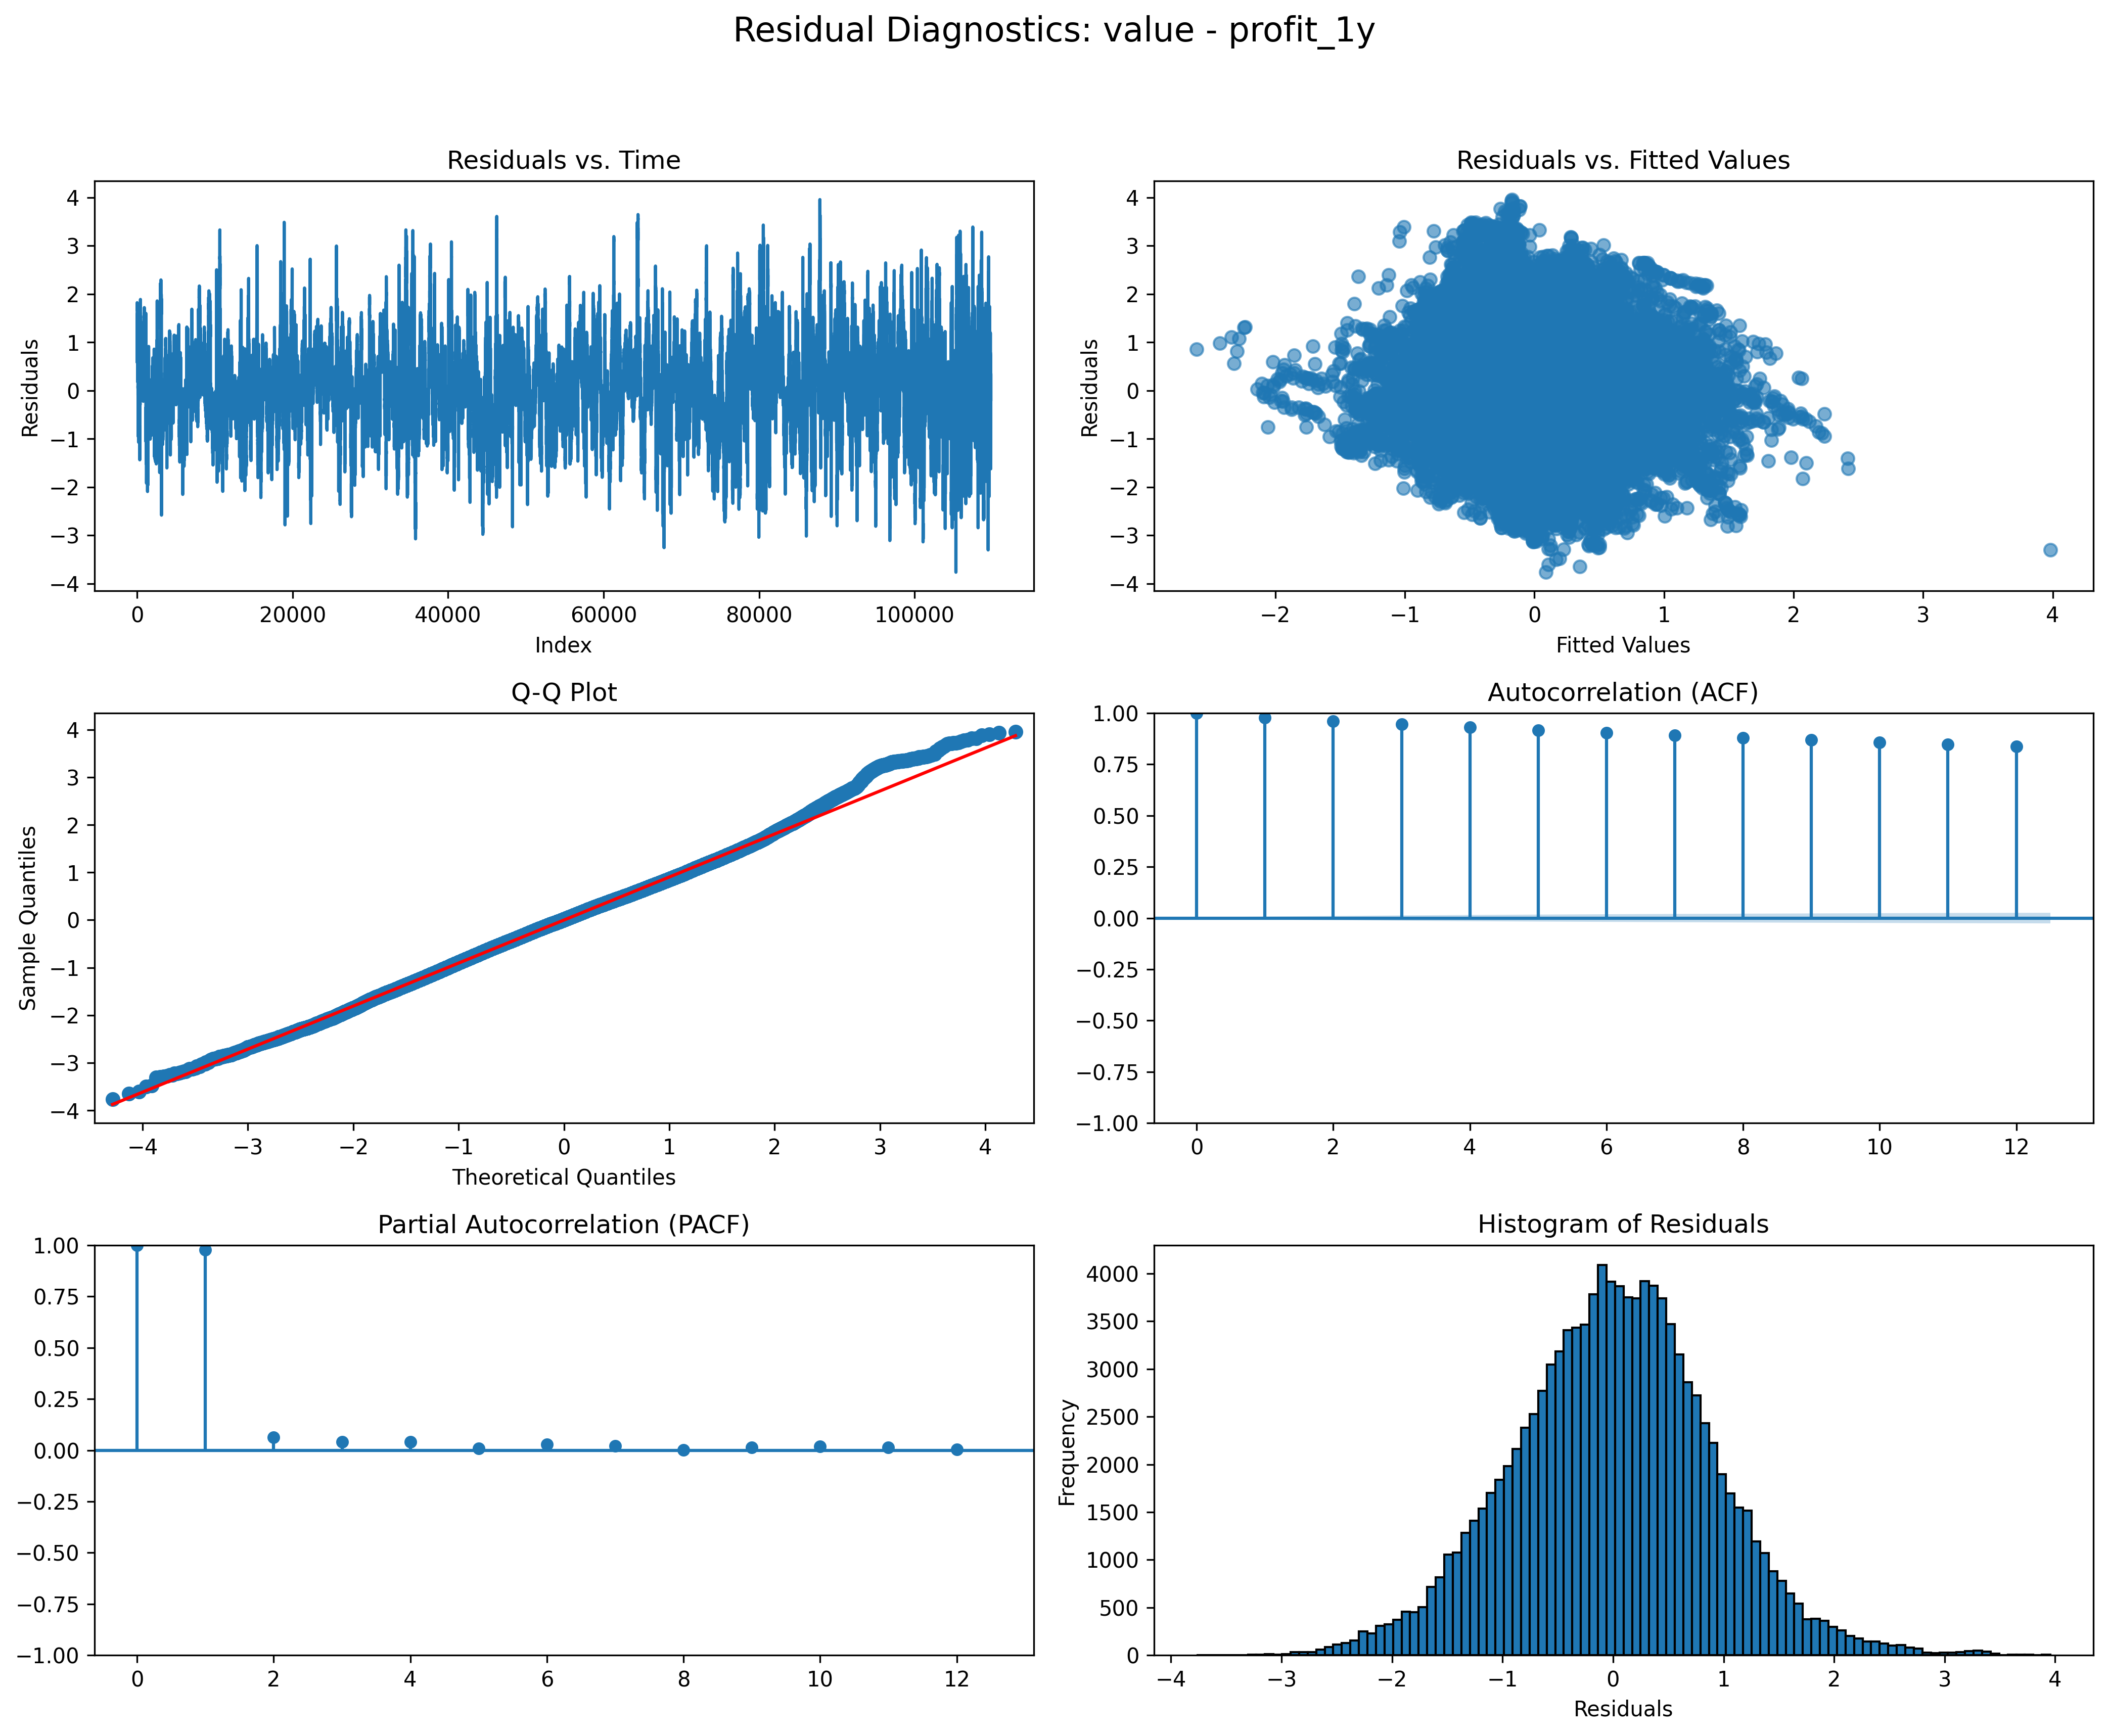 Residual Diagnostics: value - profit_1y
Residuals vs. Time
4
3
2
1
0
−1
−2
−3
−4
Residuals
0 20000 40000 60000 80000 100000
Index
Residuals vs. Fitted Values
4
3
2
1
0
−1
−2
−3
−4
Residuals
−2 −1 0 1 2 3 4
Fitted Values
Q-Q Plot
4
3
2
1
0
−1
−2
−3
−4
Sample Quantiles
−4 −3 −2 −1 0 1 2 3 4
Theoretical Quantiles
Autocorrelation (ACF)
1.00
0.75
0.50
0.25
0.00
−0.25
−0.50
−0.75
−1.00
0 2 4 6 8 10 12
Partial Autocorrelation (PACF)
1.00
0.75
0.50
0.25
0.00
−0.25
−0.50
−0.75
−1.00
0 2 4 6 8 10 12
Histogram of Residuals
4000
3500
3000
2500
2000
1500
1000
500
0
Frequency
−4 −3 −2 −1 0 1 2 3 4
Residuals